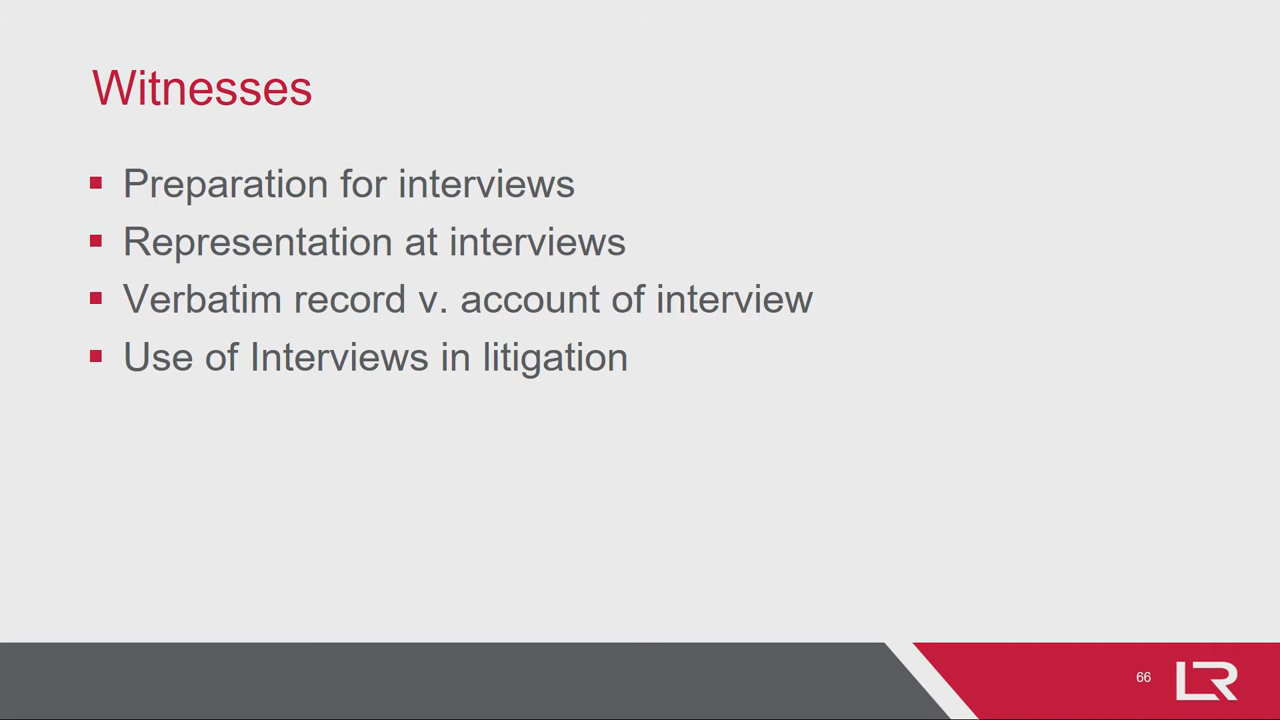 Witnesses
Preparation for interviews
Representation at interviews
Verbatim record v. account of interview
Use of Interviews in litigation
66
LR